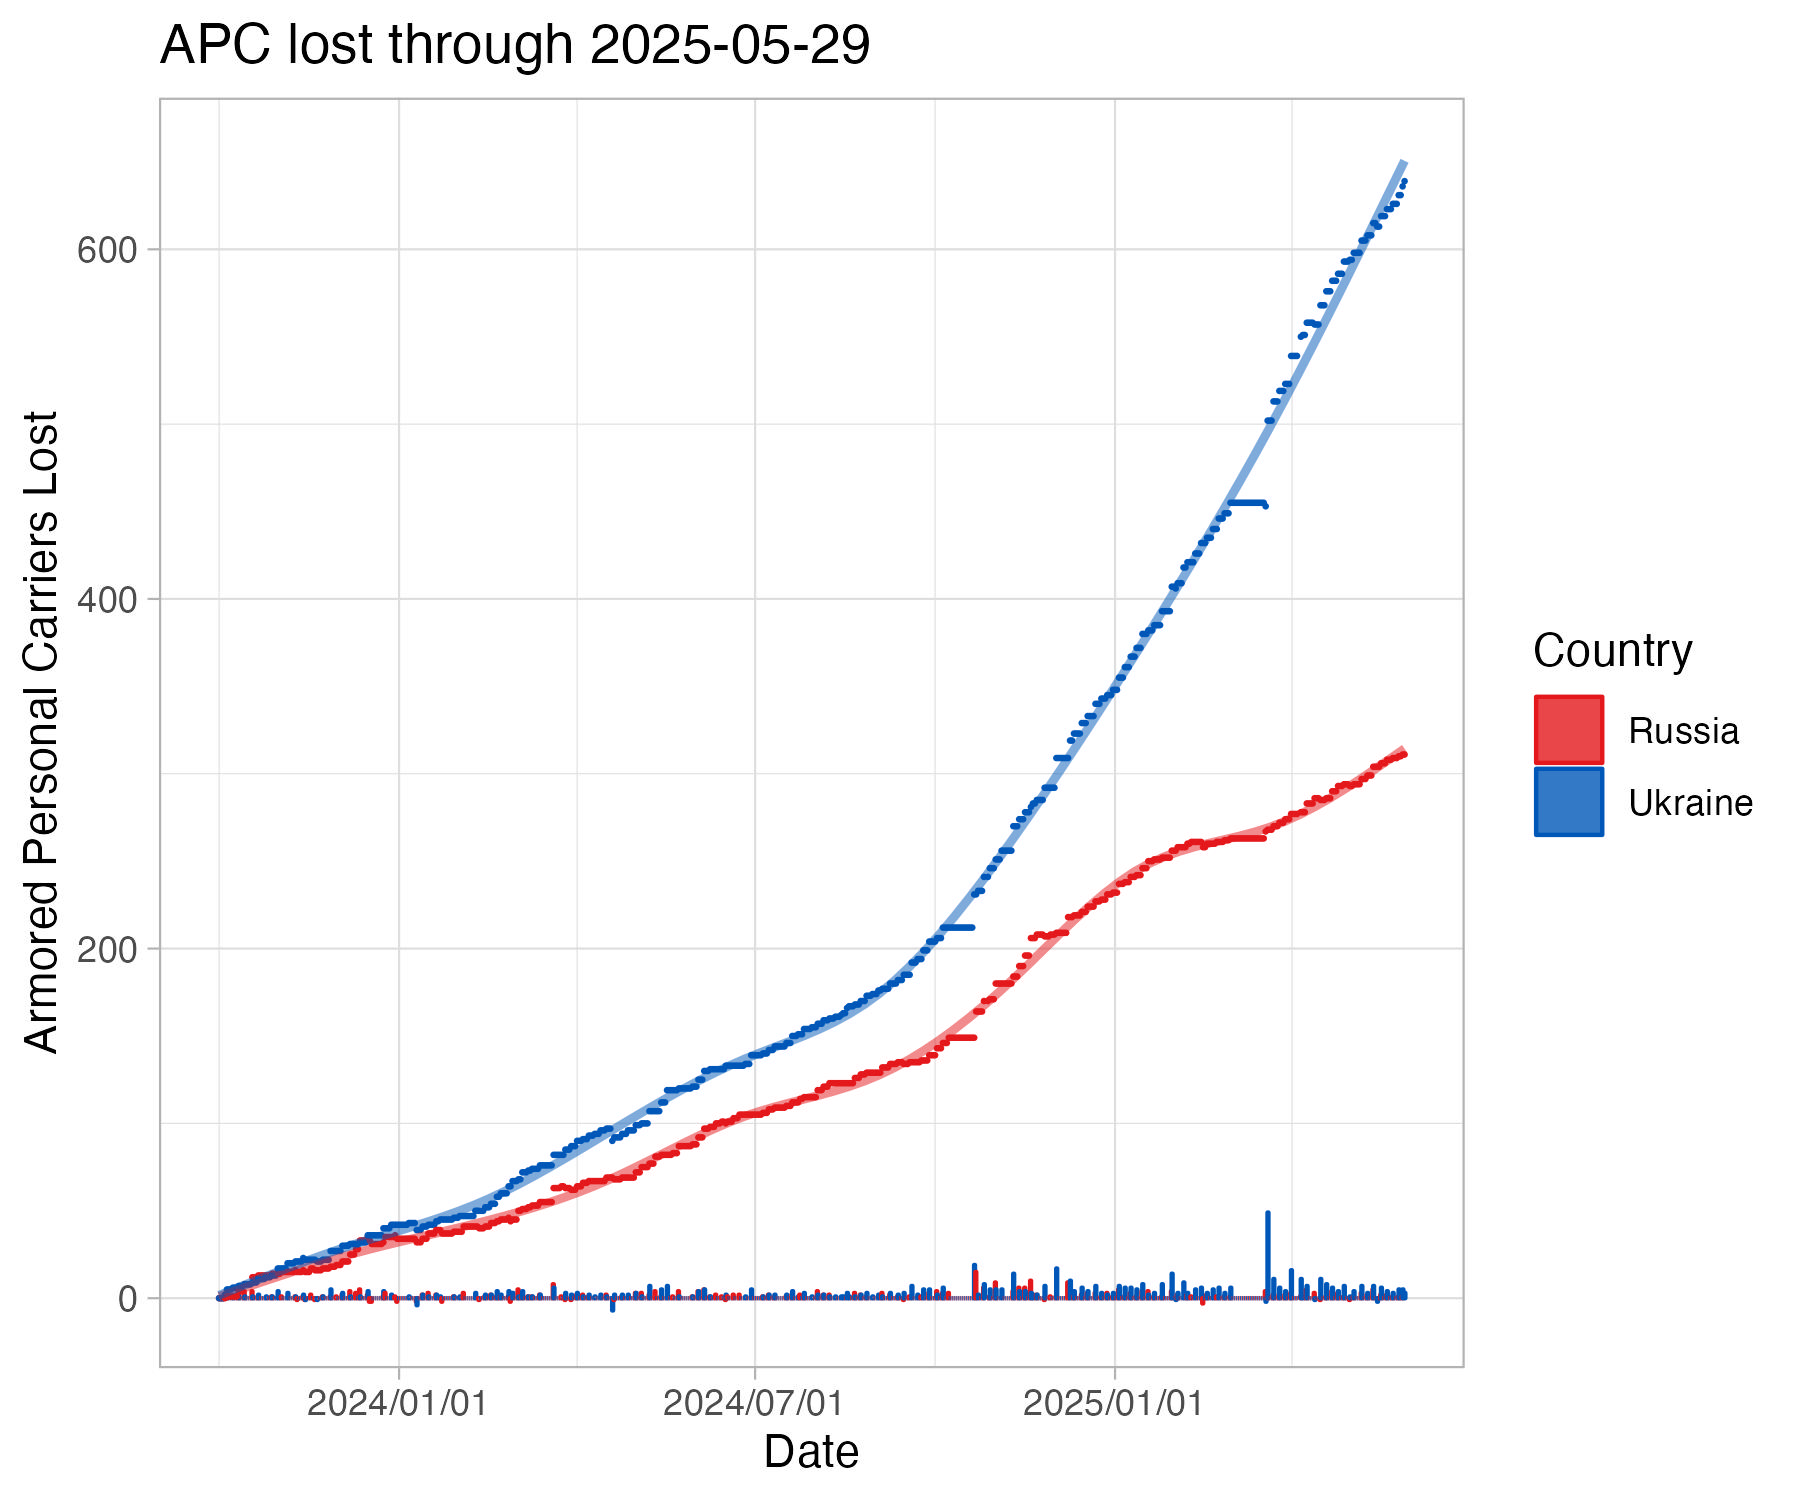 APC lost through 2025-05-29
Armored Personal Carriers Lost
600
400
200
0
2024/01/01
2024/07/01
2025/01/01
Date
Country
Russia
Ukraine